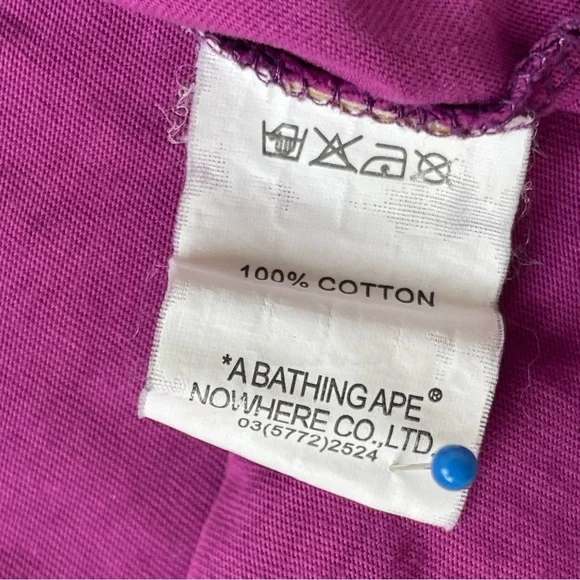 100% COTTON
*A BATHING APE®
NOWHERE CO.,LTD.
03(5772)2524